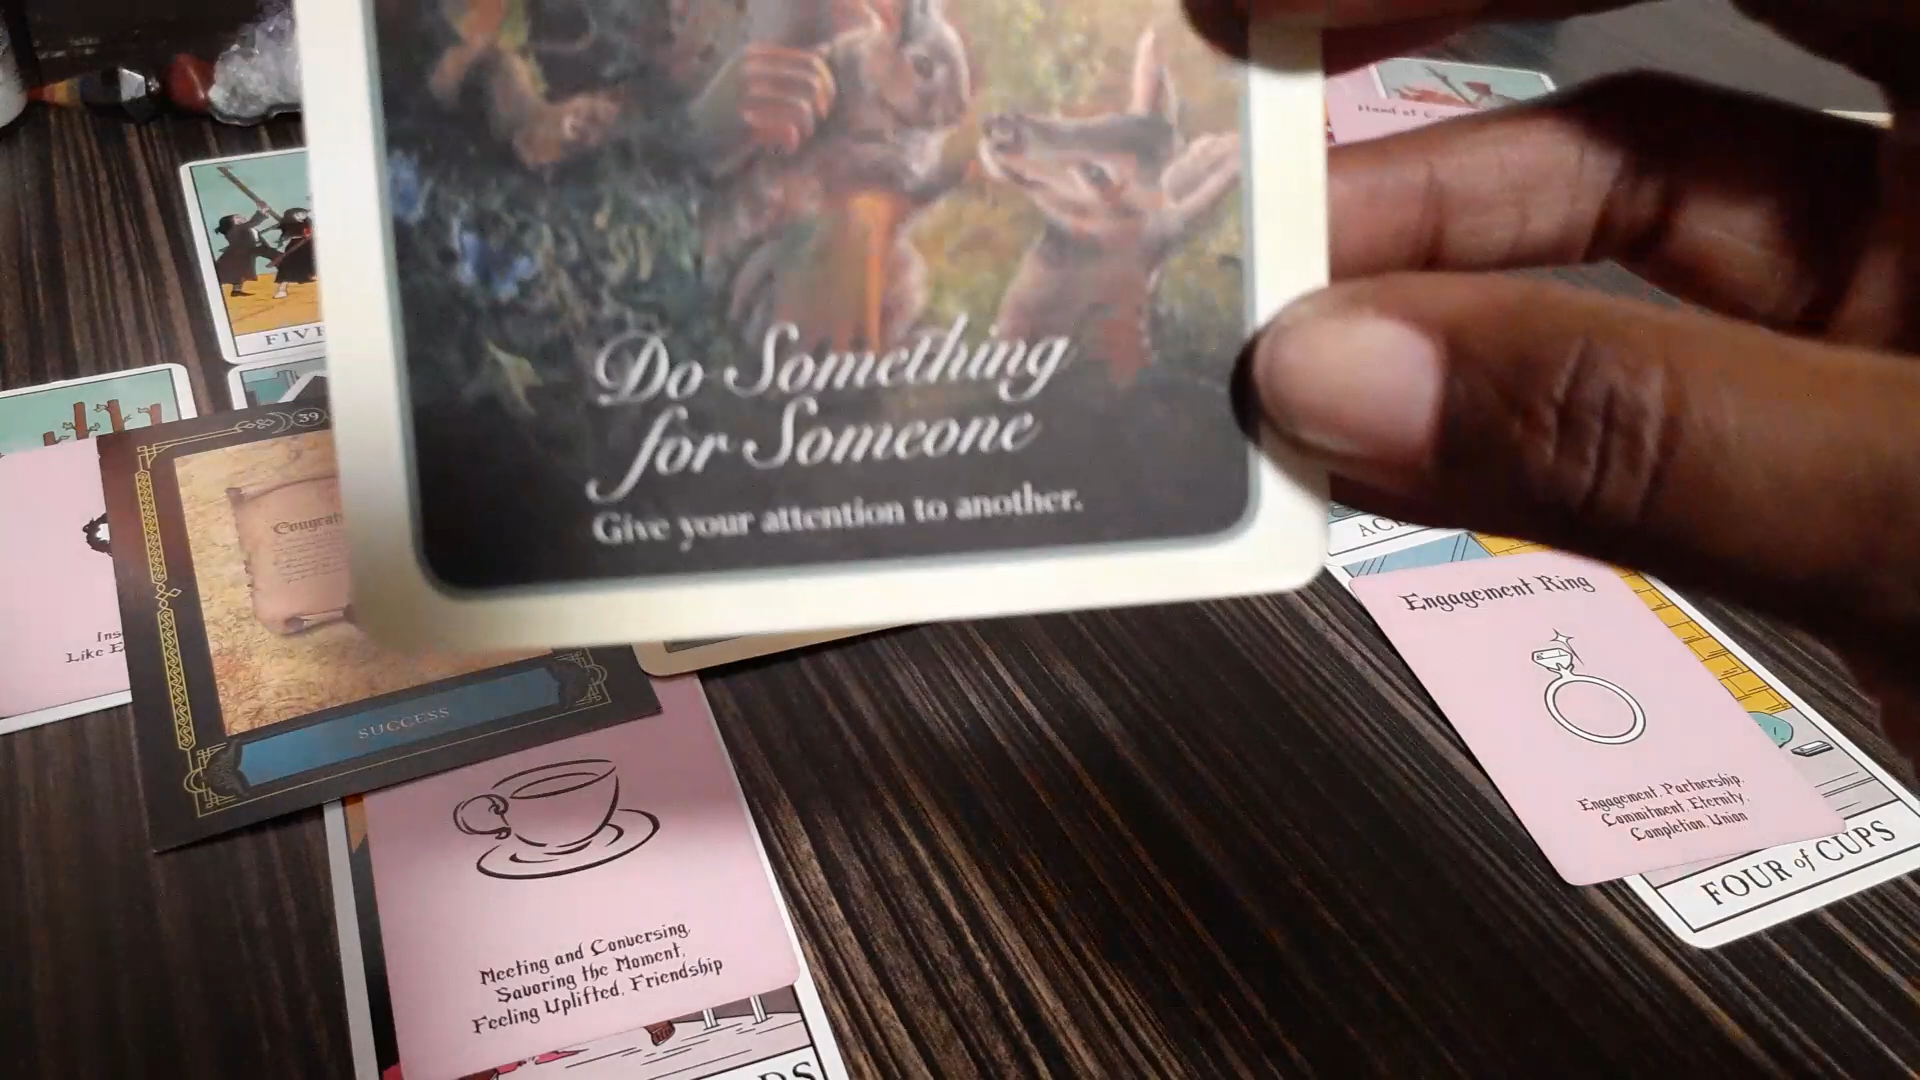 FIVE
39
Do Something
for Someone
Give your attention to another.
SUCCESS
Engagement Ring
Engagement, Partnership,
Commitment, Eternity,
Completion, Union
FOUR of CUPS
Meeting and Conversing,
Savoring the Moment,
Feeling Uplifted, Friendship